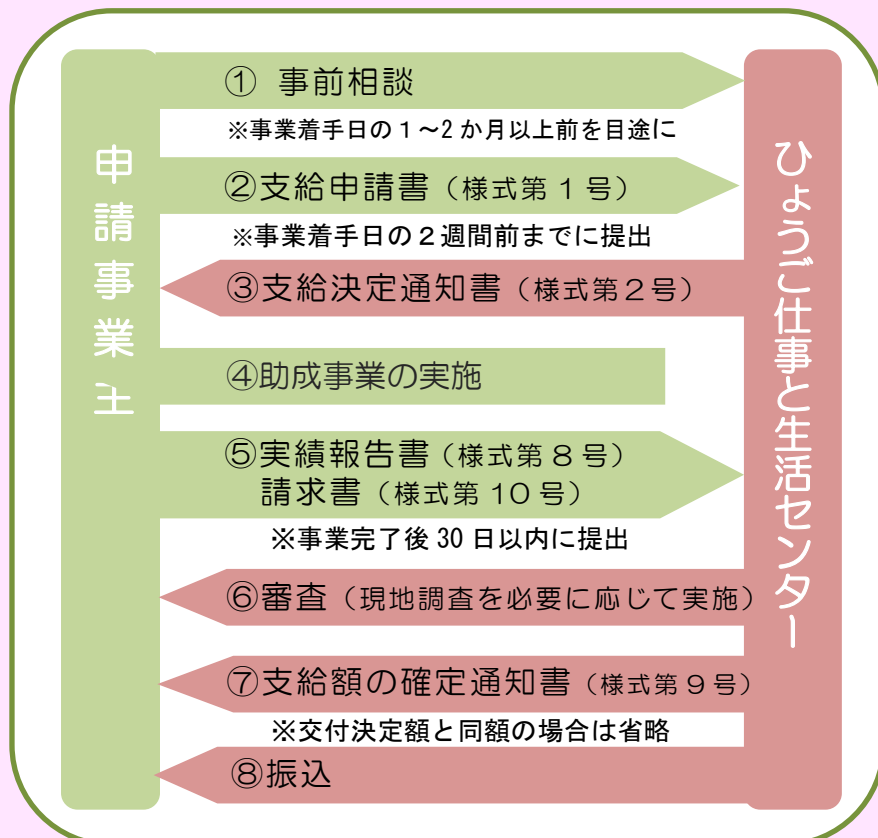 申請事業主
① 事前相談
※事業着手日の1~2か月以上前を目途に
②支給申請書（様式第1号）
※事業着手日の2週間前までに提出
③支給決定通知書（様式第2号）
④助成事業の実施
⑤実績報告書（様式第8号）
請求書（様式第10号）
※事業完了後30日以内に提出
⑥審査（現地調査を必要に応じて実施）
⑦支給額の確定通知書（様式第9号）
※交付決定額と同額の場合は省略
⑧振込
ひょうご仕事と生活センター